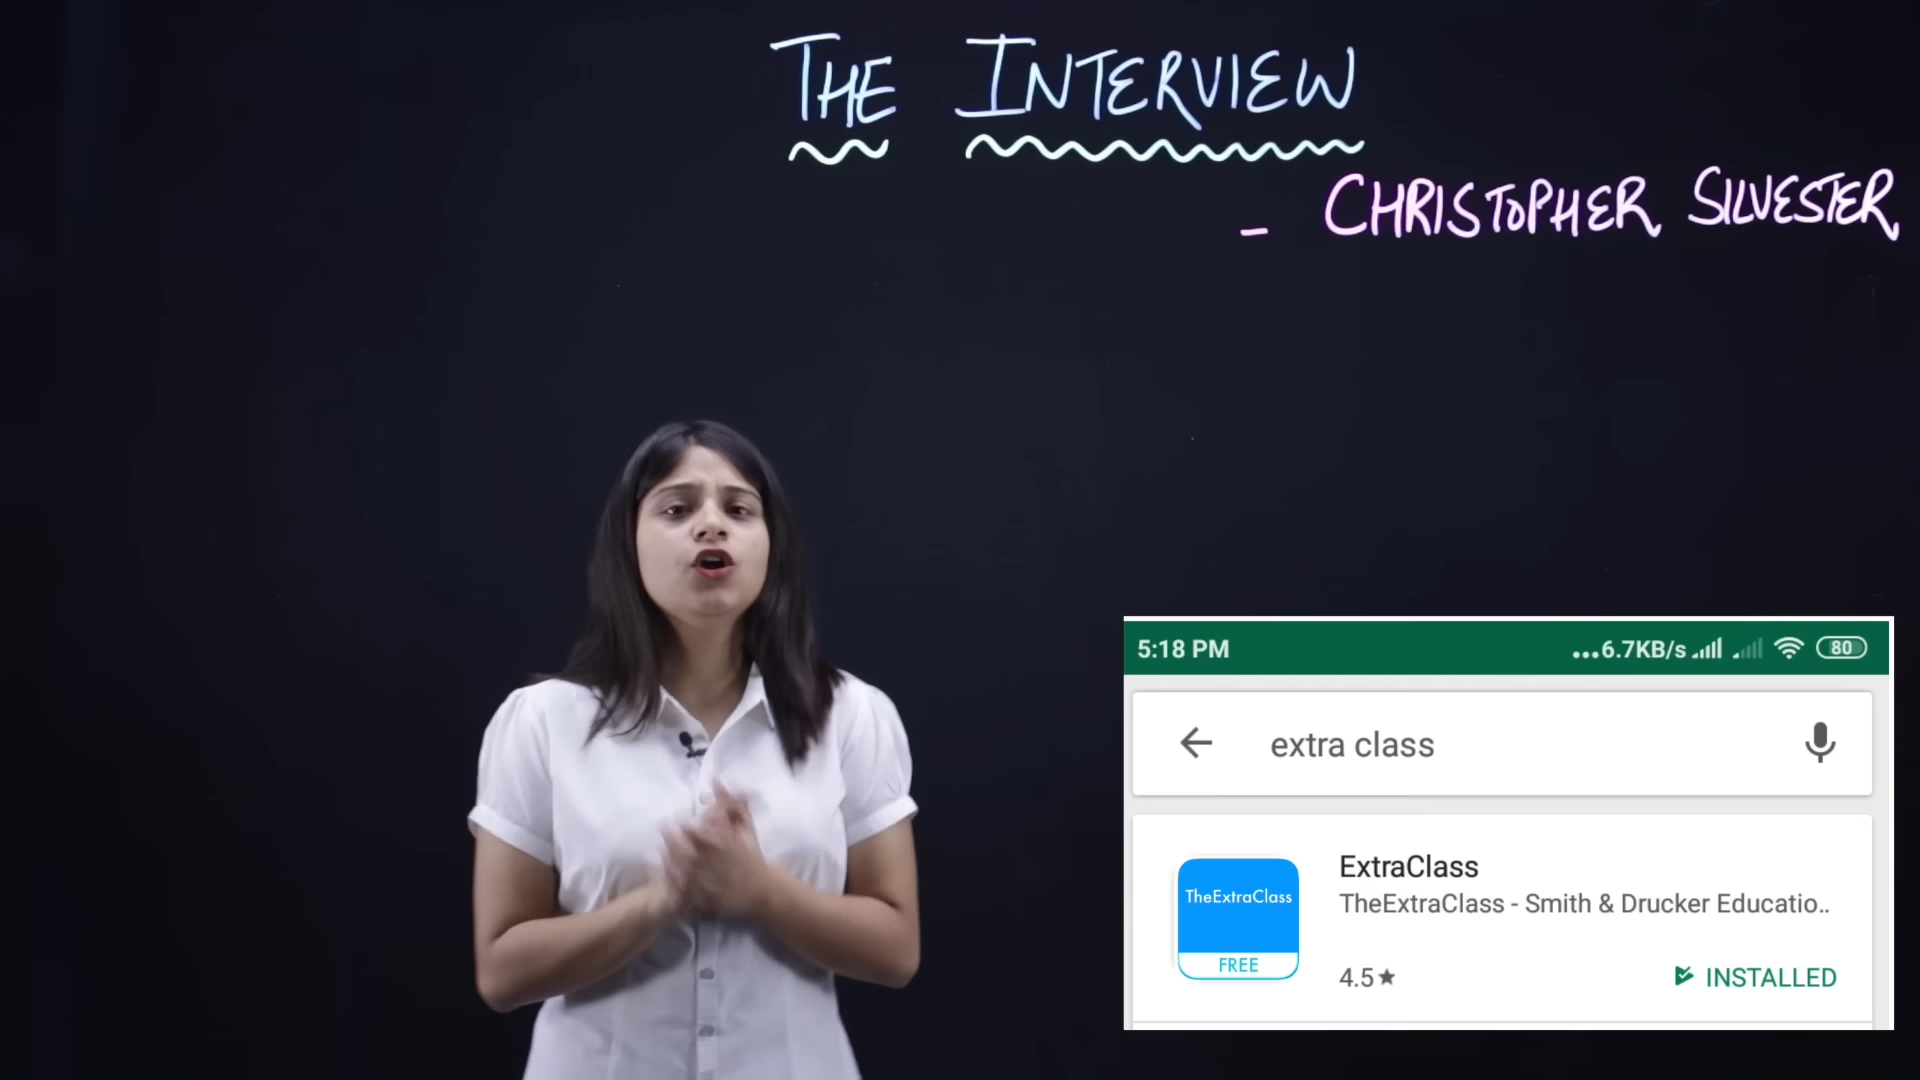 THE INTERVIEW
- CHRISTOPHER SILVESTER
5:18 PM ...6.7KB/s 80
extra class
TheExtraClass
FREE
ExtraClass
TheExtraClass - Smith & Drucker Educatio..
4.5★
INSTALLED